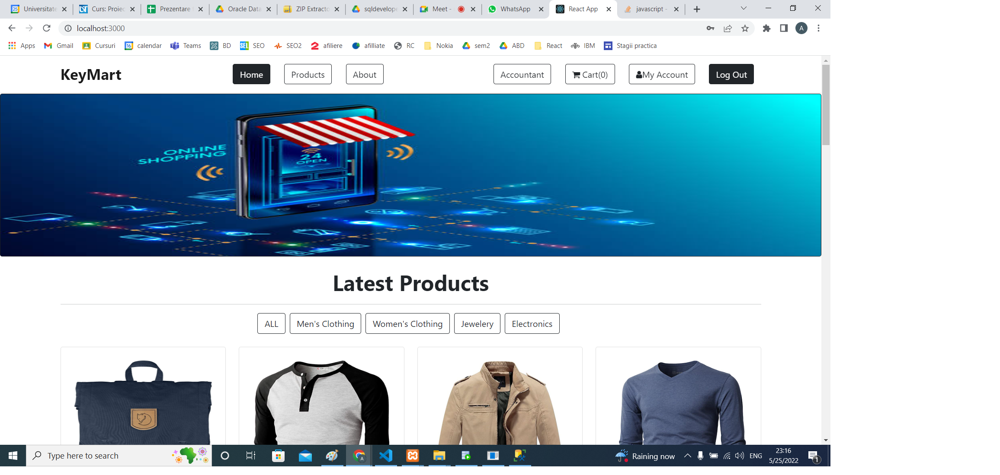 Universitate Curs: Proiec Prezentare Oracle Data ZIP Extracto sqldevelope Meet - WhatsApp React App javascript -
localhost:3000
Apps Gmail Cursuri calendar Teams BD SEO SEO2 afiliere afilliate RC Nokia sem2 ABD React IBM Stagii practica
KeyMart Home Products About Accountant Cart(0) My Account Log Out
ONLINE
SHOPPING
24
OPEN
Latest Products
ALL Men's Clothing Women's Clothing Jewelery Electronics
Type here to search
Raining now ENG 23:16
5/25/2022 1